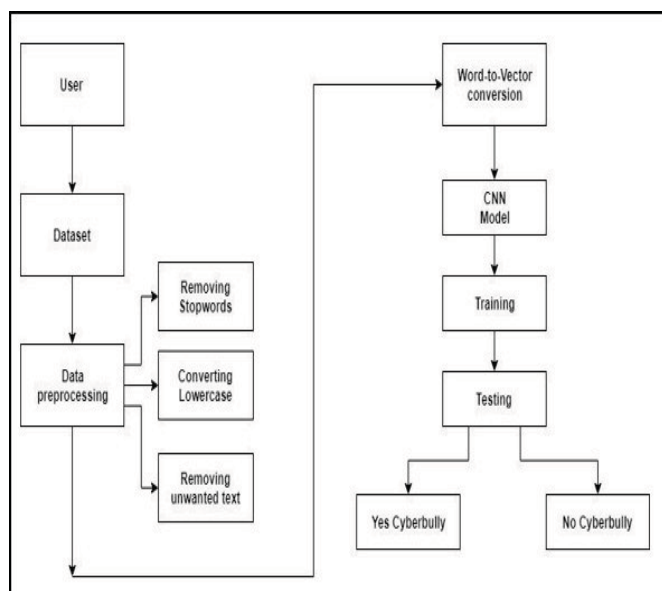 User
Dataset
Data
preprocessing
Removing
Stopwords
Converting
Lowercase
Removing
unwanted text
Word-to-Vector
conversion
CNN
Model
Training
Testing
Yes Cyberbully
No Cyberbully